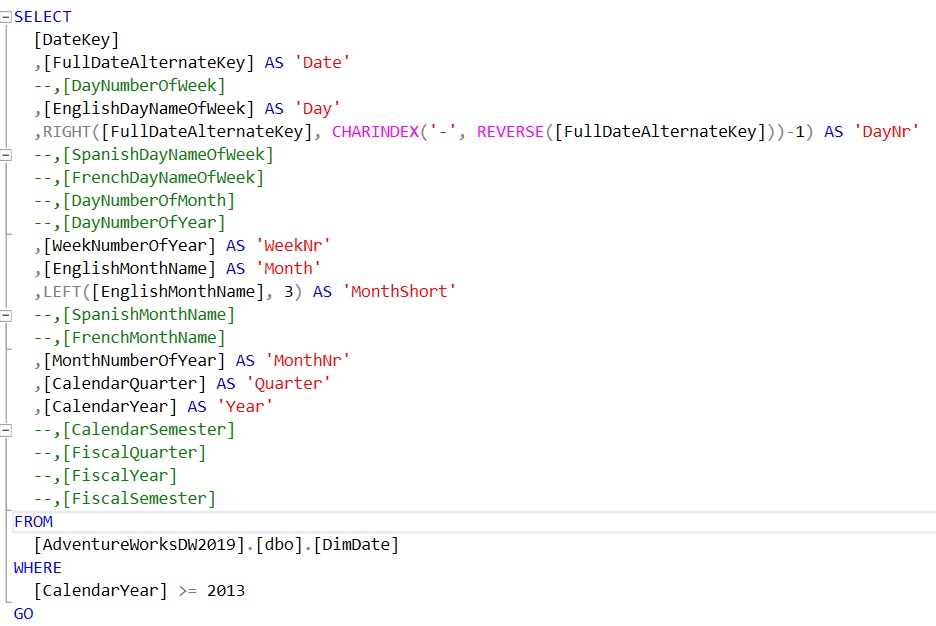 SELECT
[DateKey]
,[FullDateAlternateKey] AS 'Date'
--,[DayNumberOfWeek]
,[EnglishDayNameOfWeek] AS 'Day'
,RIGHT([FullDateAlternateKey], CHARINDEX('-', REVERSE([FullDateAlternateKey]))-1) AS 'DayNr'
--,[SpanishDayNameOfWeek]
--,[FrenchDayNameOfWeek]
--,[DayNumberOfMonth]
--,[DayNumberOfYear]
,[WeekNumberOfYear] AS 'WeekNr'
,[EnglishMonthName] AS 'Month'
,LEFT([EnglishMonthName], 3) AS 'MonthShort'
--,[SpanishMonthName]
--,[FrenchMonthName]
,[MonthNumberOfYear] AS 'MonthNr'
,[CalendarQuarter] AS 'Quarter'
,[CalendarYear] AS 'Year'
--,[CalendarSemester]
--,[FiscalQuarter]
--,[FiscalYear]
--,[FiscalSemester]
FROM
[AdventureWorksDW2019].[dbo].[DimDate]
WHERE
[CalendarYear] >= 2013
GO